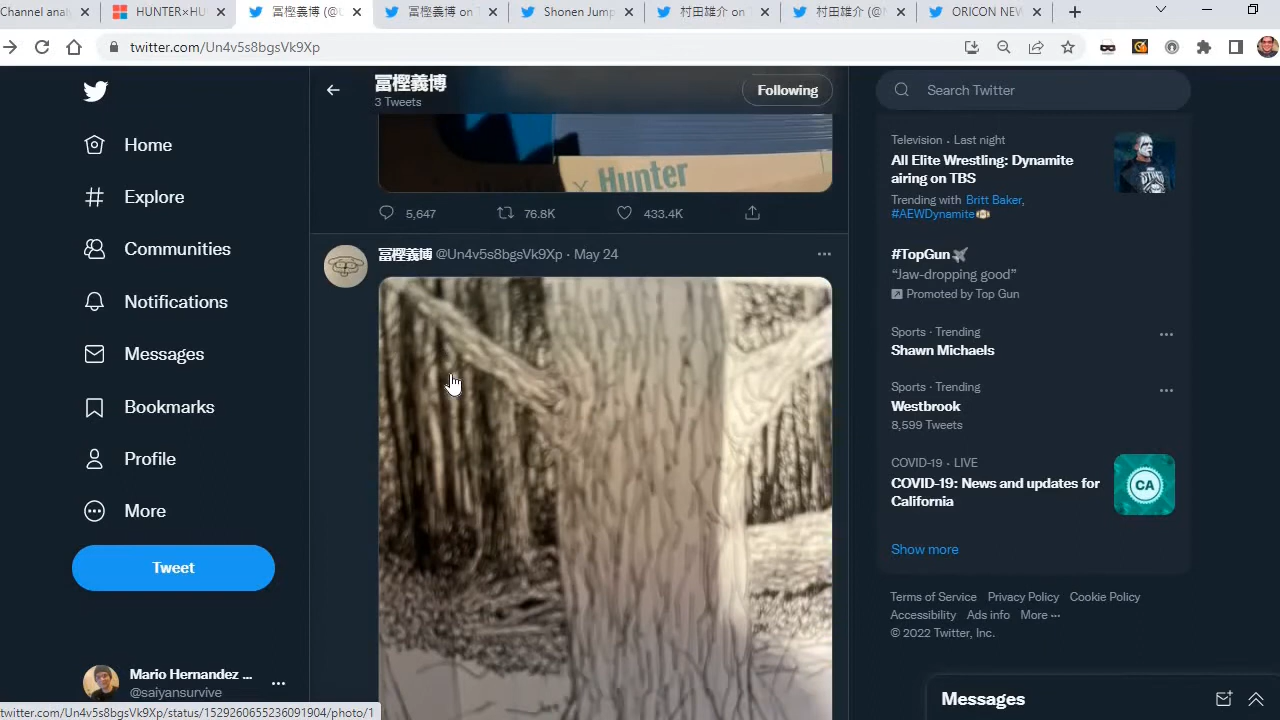 Channel analy
HUNTER×HU
冨樫義博 (@U
冨樫義博 on T
Shonen Jump
村田雄介 on T
村田雄介 (@N
ORICON NEW
twitter.com/Un4v5s8bgsVk9Xp
Home
Explore
Communities
Notifications
Messages
Bookmarks
Profile
More
Tweet
Mario Hernandez ...
@saiyansurvive
twitter.com/Un4v5s8bgsVk9Xp/status/1529260655236091904/photo/1
冨樫義博
3 Tweets
Following
Hunter
5,647
76.8K
433.4K
冨樫義博 @Un4v5s8bgsVk9Xp · May 24
Search Twitter
Television · Last night
All Elite Wrestling: Dynamite
airing on TBS
Trending with Britt Baker,
#AEWDynamite
#TopGun
“Jaw-dropping good”
Promoted by Top Gun
Sports · Trending
Shawn Michaels
Sports · Trending
Westbrook
8,599 Tweets
COVID-19 · LIVE
COVID-19: News and updates for
California
CA
Show more
Terms of Service Privacy Policy Cookie Policy
Accessibility Ads info More ···
© 2022 Twitter, Inc.
Messages